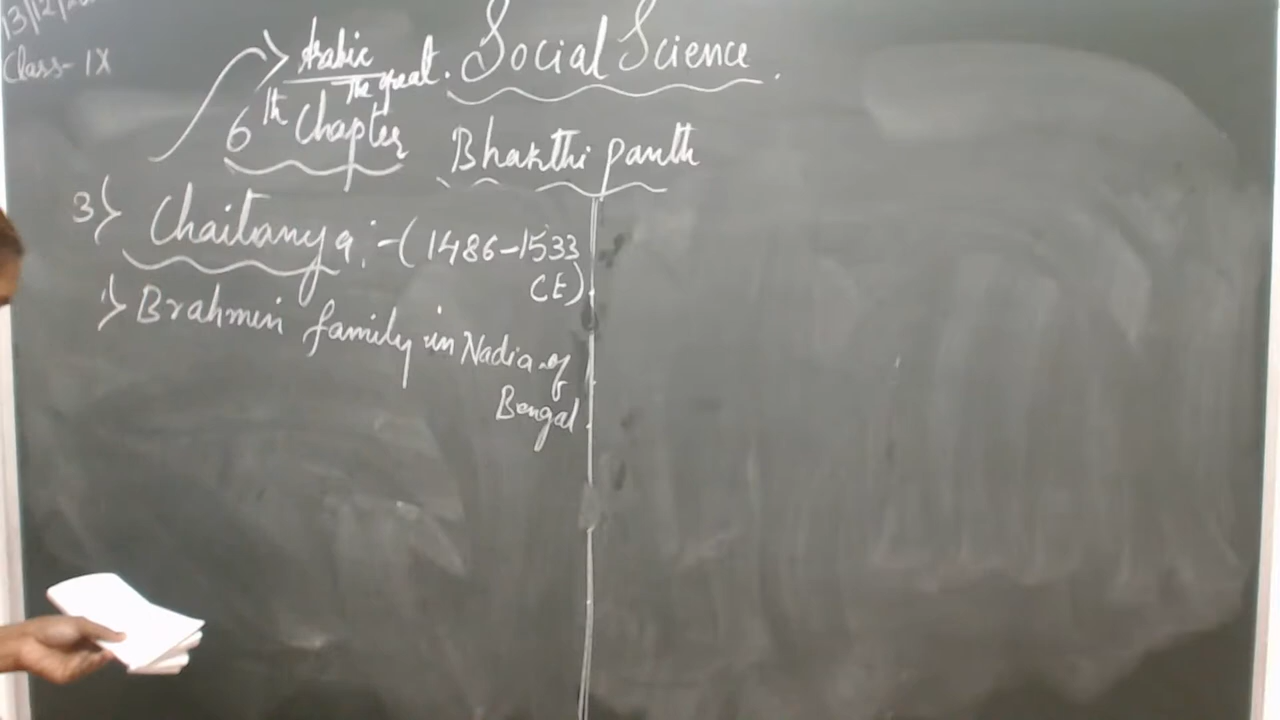 13/12/
Class- IX
Arabic
The great.
Social Science.
6th Chapter
Bhakthi panth
3) Chaitanya :- (1486-1533
CE).
i) Brahmin family in Nadia of
Bengal.